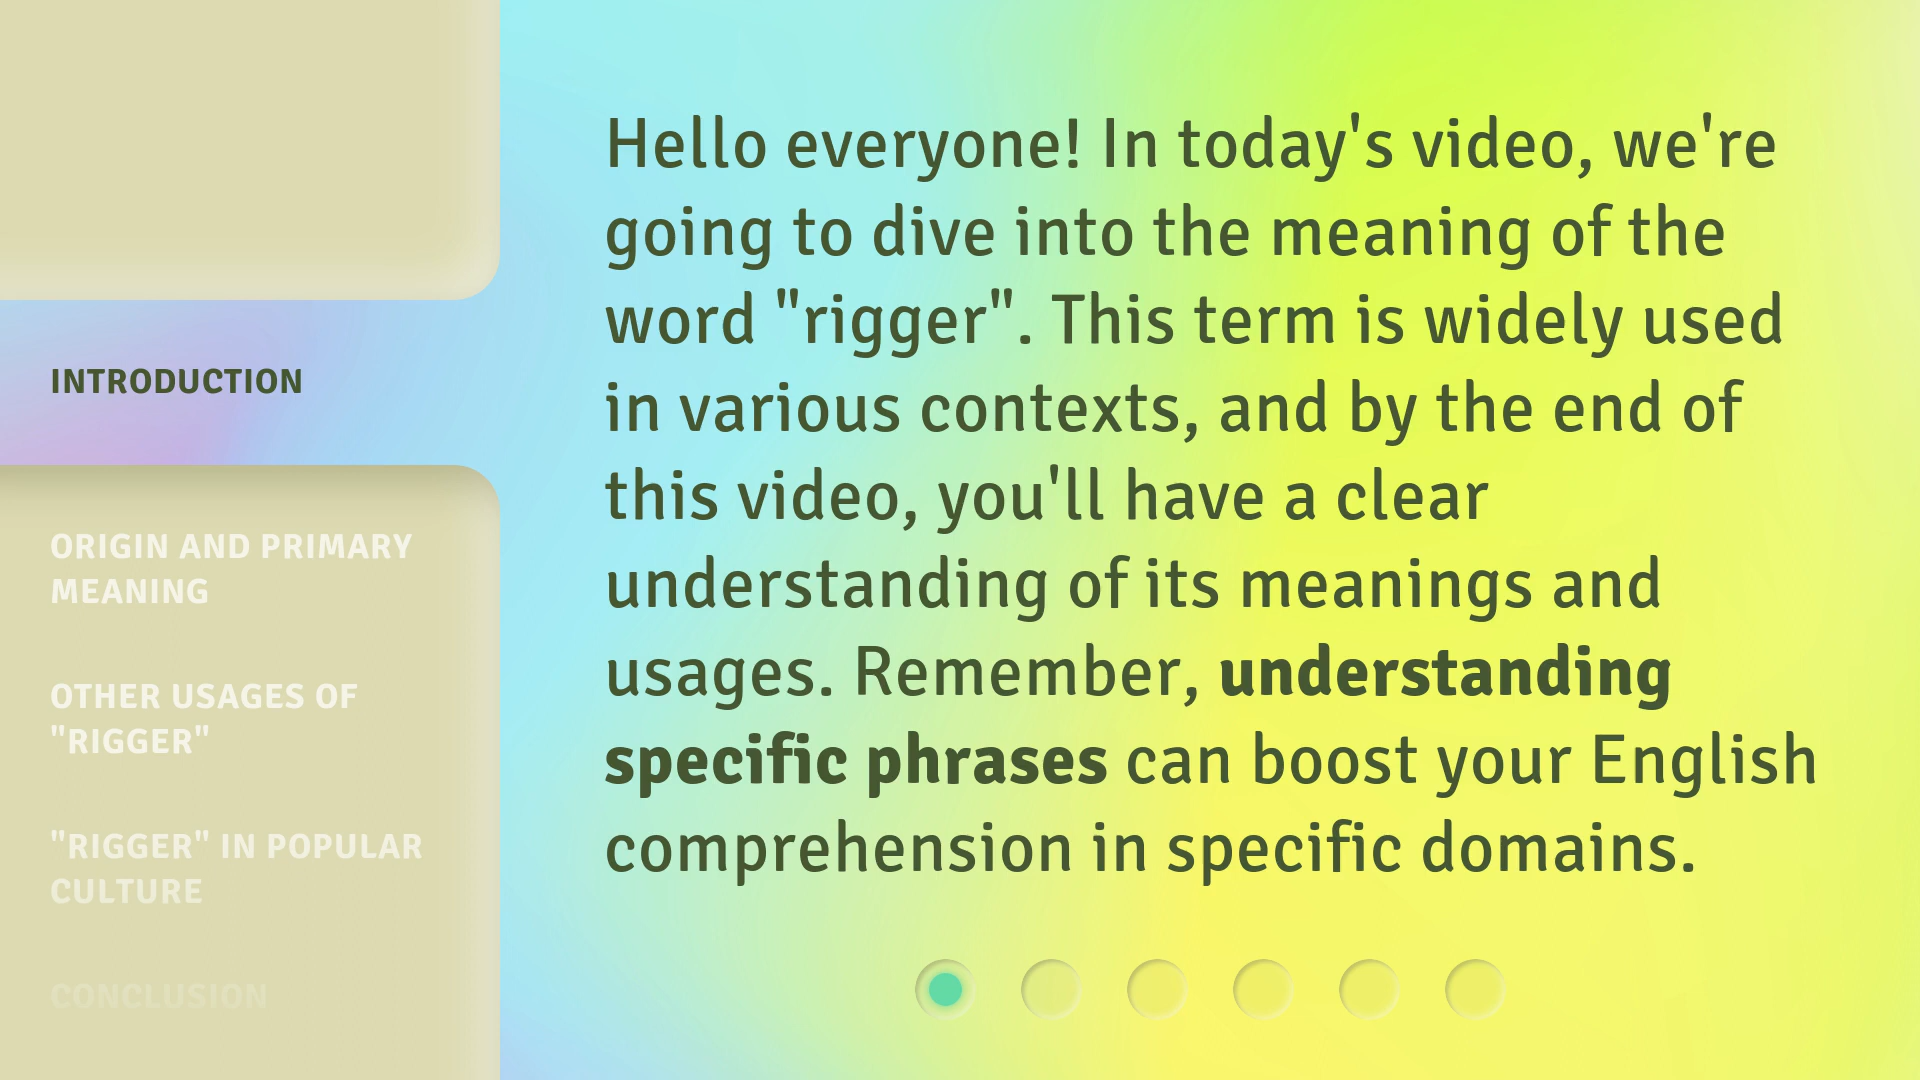 INTRODUCTION
ORIGIN AND PRIMARY
MEANING
OTHER USAGES OF
"RIGGER"
"RIGGER" IN POPULAR
CULTURE
CONCLUSION
Hello everyone! In today's video, we're
going to dive into the meaning of the
word "rigger". This term is widely used
in various contexts, and by the end of
this video, you'll have a clear
understanding of its meanings and
usages. Remember, understanding
specific phrases can boost your English
comprehension in specific domains.